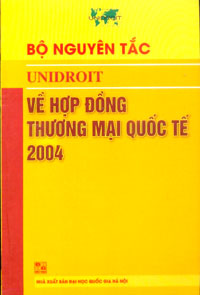 UNIDROIT
BỘ NGUYÊN TẮC
UNIDROIT
VỀ HỢP ĐỒNG
THƯƠNG MẠI QUỐC TẾ
2004
NHÀ XUẤT BẢN ĐẠI HỌC QUỐC GIA HÀ NỘI